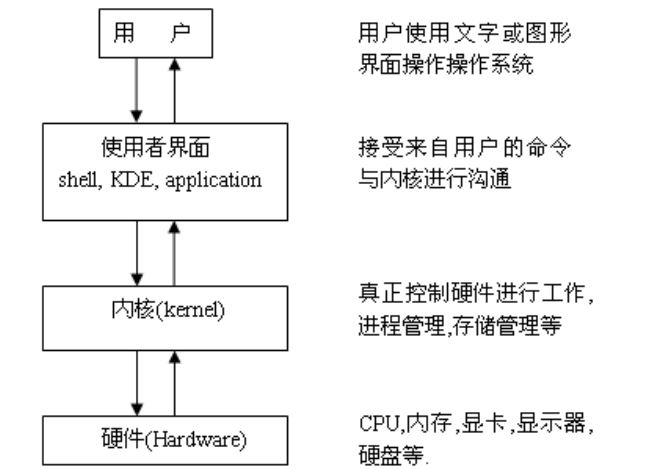 用 户
用户使用文字或图形
界面操作操作系统
使用者界面
shell, KDE, application
接受来自用户的命令
与内核进行沟通
内核(kernel)
真正控制硬件进行工作,
进程管理,存储管理等
硬件(Hardware)
CPU,内存,显卡,显示器,
硬盘等.